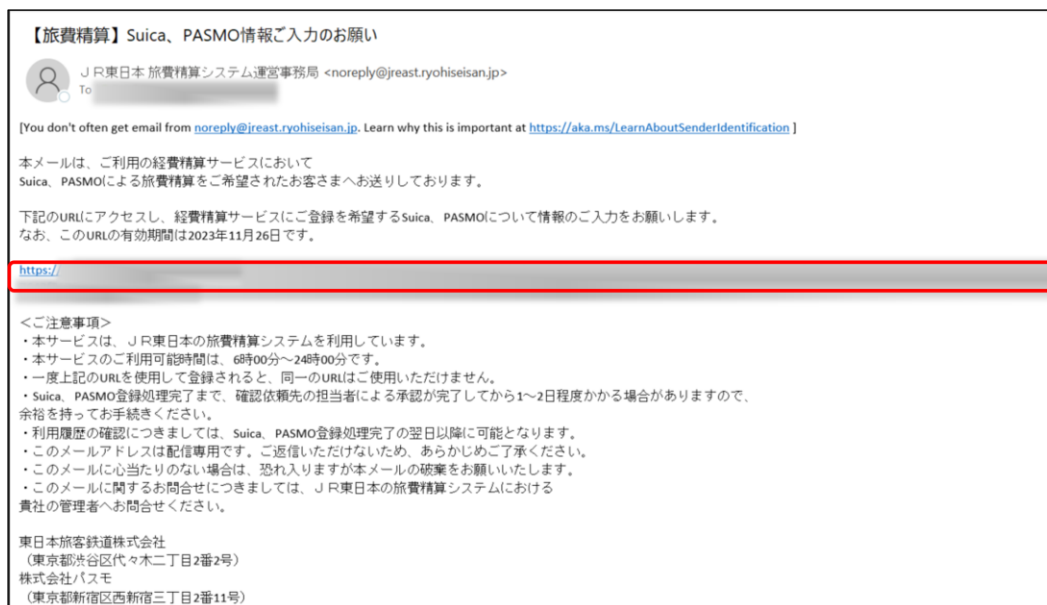 【旅費精算】Suica、PASMO情報ご入力のお願い
ＪＲ東日本 旅費精算システム運営事務局 <noreply@jreast.ryohiseisan.jp>
To
[You don't often get email from noreply@jreast.ryohiseisan.jp. Learn why this is important at https://aka.ms/LearnAboutSenderIdentification ]
本メールは、ご利用の経費精算サービスにおいて
Suica、PASMOによる旅費精算をご希望されたお客さまへお送りしております。
下記のURLにアクセスし、経費精算サービスにご登録を希望するSuica、PASMOについて情報のご入力をお願いします。
なお、このURLの有効期間は2023年11月26日です。
https://
＜ご注意事項＞
・本サービスは、ＪＲ東日本の旅費精算システムを利用しています。
・本サービスのご利用可能時間は、6時00分～24時00分です。
・一度上記のURLを使用して登録されると、同一のURLはご使用いただけません。
・Suica、PASMO登録処理完了まで、確認依頼先の担当者による承認が完了してから1～2日程度かかる場合がありますので、
余裕を持ってお手続きください。
・利用履歴の確認につきましては、Suica、PASMO登録処理完了の翌日以降に可能となります。
・このメールアドレスは配信専用です。ご返信いただけないため、あらかじめご了承ください。
・このメールに心当たりのない場合は、恐れ入りますが本メールの破棄をお願いいたします。
・このメールに関するお問合せにつきましては、ＪＲ東日本の旅費精算システムにおける
貴社の管理者へお問合せください。
東日本旅客鉄道株式会社
（東京都渋谷区代々木二丁目2番2号）
株式会社パスモ
（東京都新宿区西新宿三丁目2番11号）